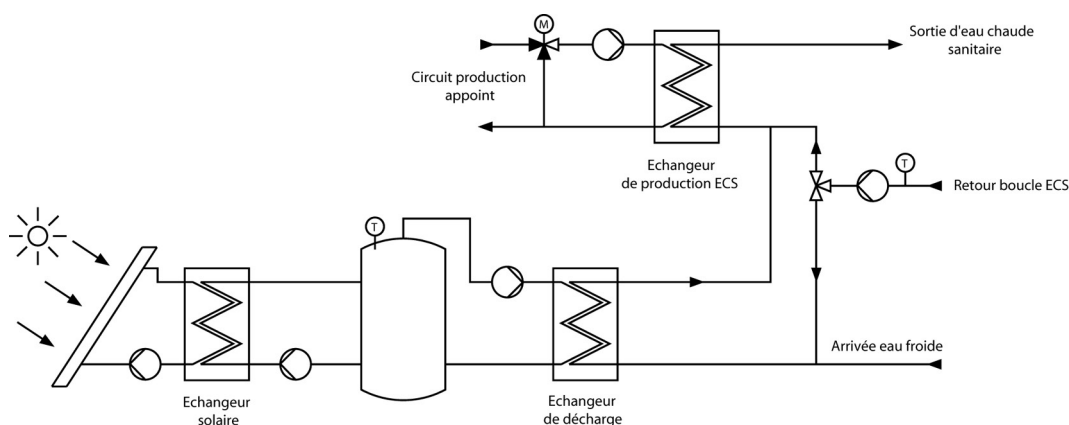 M
Sortie d'eau chaude
sanitaire
Circuit production
appoint
Echangeur
de production ECS
T
Retour boucle ECS
T
Arrivée eau froide
Echangeur
solaire
Echangeur
de décharge